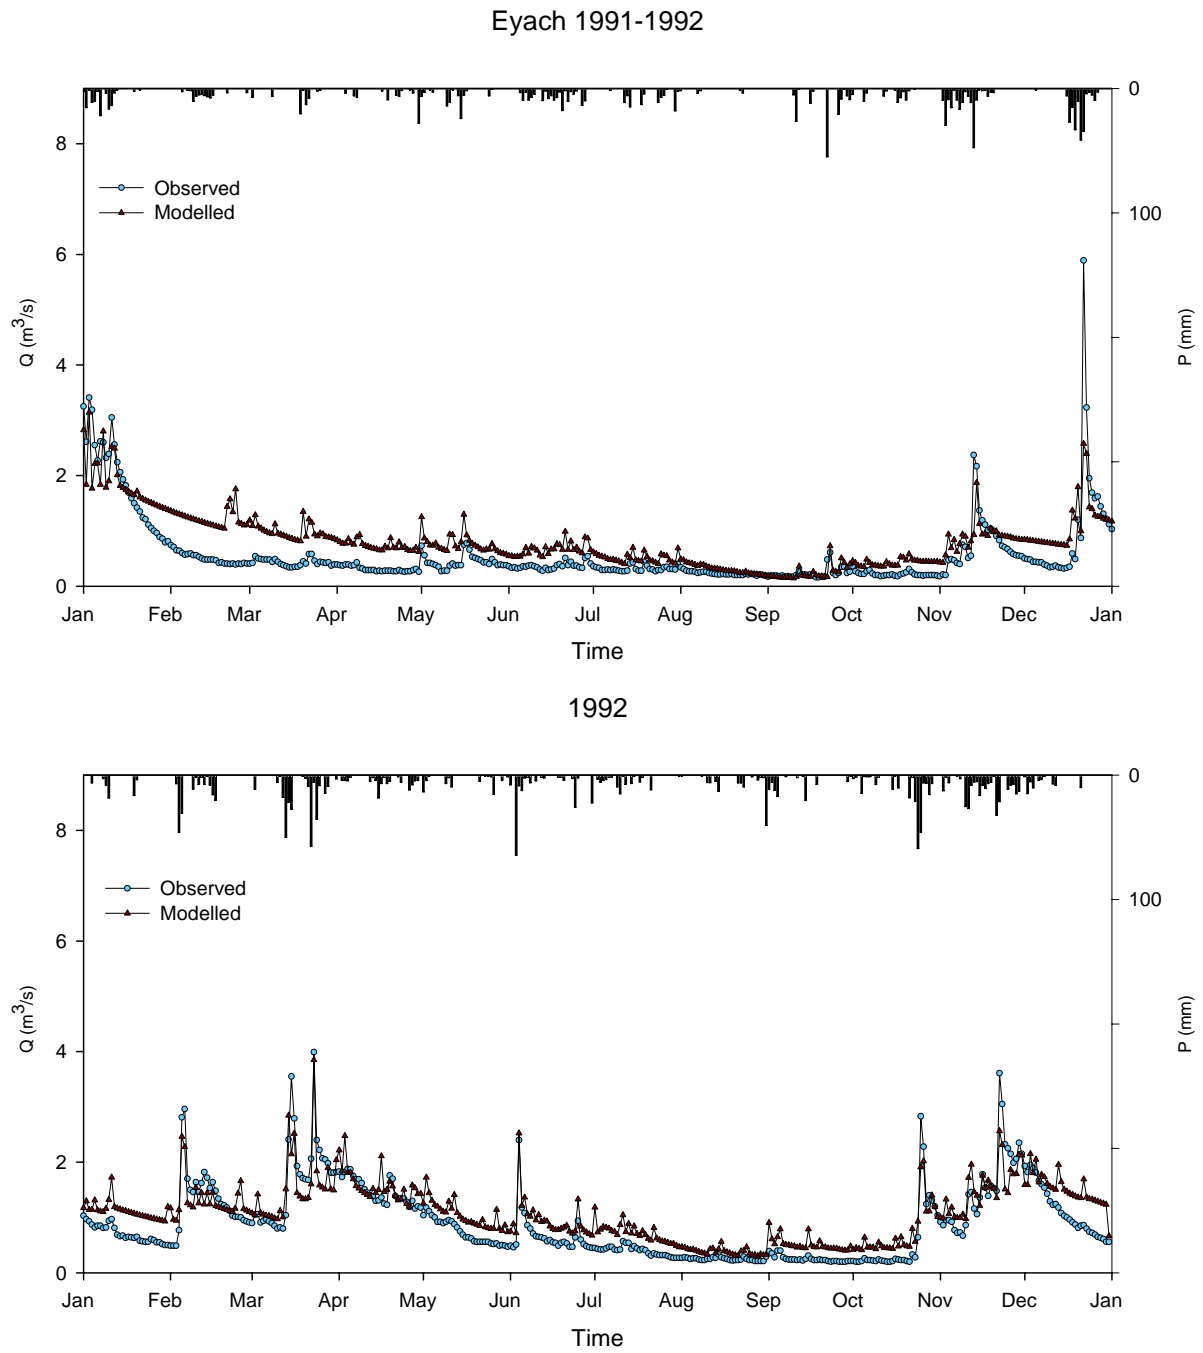 Eyach 1991-1992
0
8
Observed
Modelled
100
6
Q (m³/s)
P (mm)
4
2
0
Jan Feb Mar Apr May Jun Jul Aug Sep Oct Nov Dec Jan
Time
1992
0
8
Observed
Modelled
100
6
Q (m³/s)
P (mm)
4
2
0
Jan Feb Mar Apr May Jun Jul Aug Sep Oct Nov Dec Jan
Time